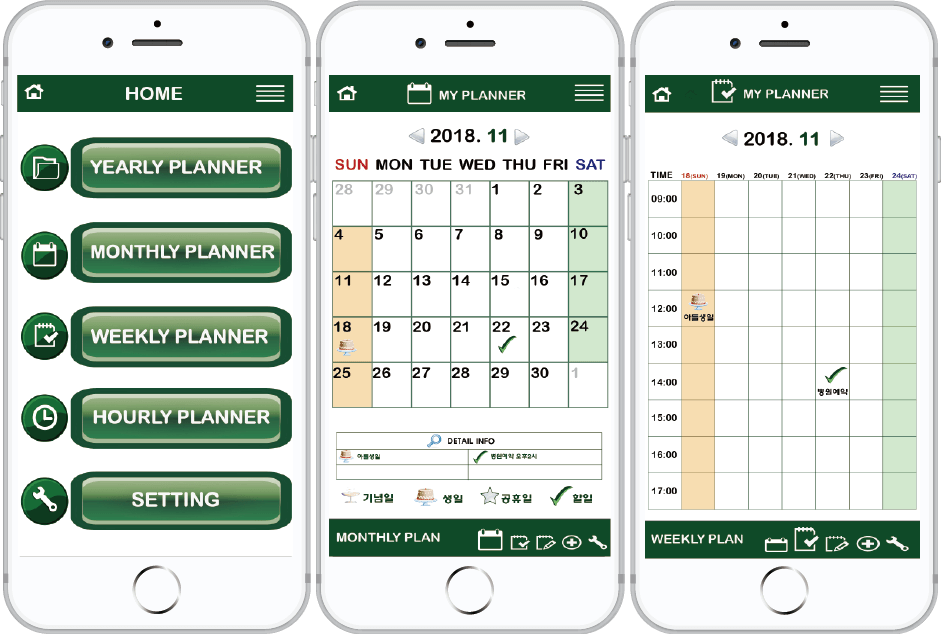 HOME
YEARLY PLANNER
MONTHLY PLANNER
WEEKLY PLANNER
HOURLY PLANNER
SETTING
MY PLANNER
2018. 11
SUN MON TUE WED THU FRI SAT
28 29 30 31 1 2 3
4 5 6 7 8 9 10
11 12 13 14 15 16 17
18 19 20 21 22 23 24
25 26 27 28 29 30 1
DETAIL INFO
아들생일 병원예약 오후2시
기념일 생일 공휴일 할일
MONTHLY PLAN
MY PLANNER
2018. 11
TIME 18(SUN) 19(MON) 20(TUE) 21(WED) 22(THU) 23(FRI) 24(SAT)
09:00
10:00
11:00
12:00 아들생일
13:00
14:00 병원예약
15:00
16:00
17:00
WEEKLY PLAN